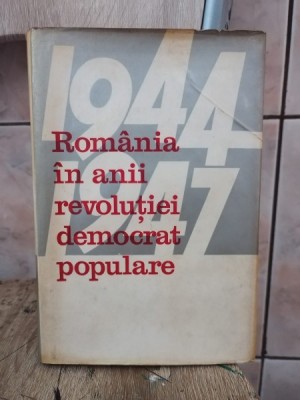 1944
1947
România
în anii
revoluției
democrat
populare